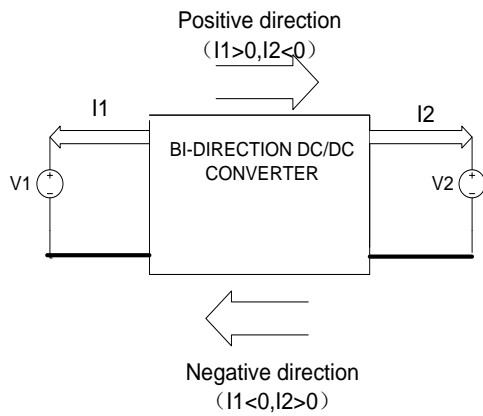 Positive direction
（I1>0,I2<0）
I1
I2
BI-DIRECTION DC/DC
CONVERTER
V1
+
−
V2
+
−
Negative direction
（I1<0,I2>0）